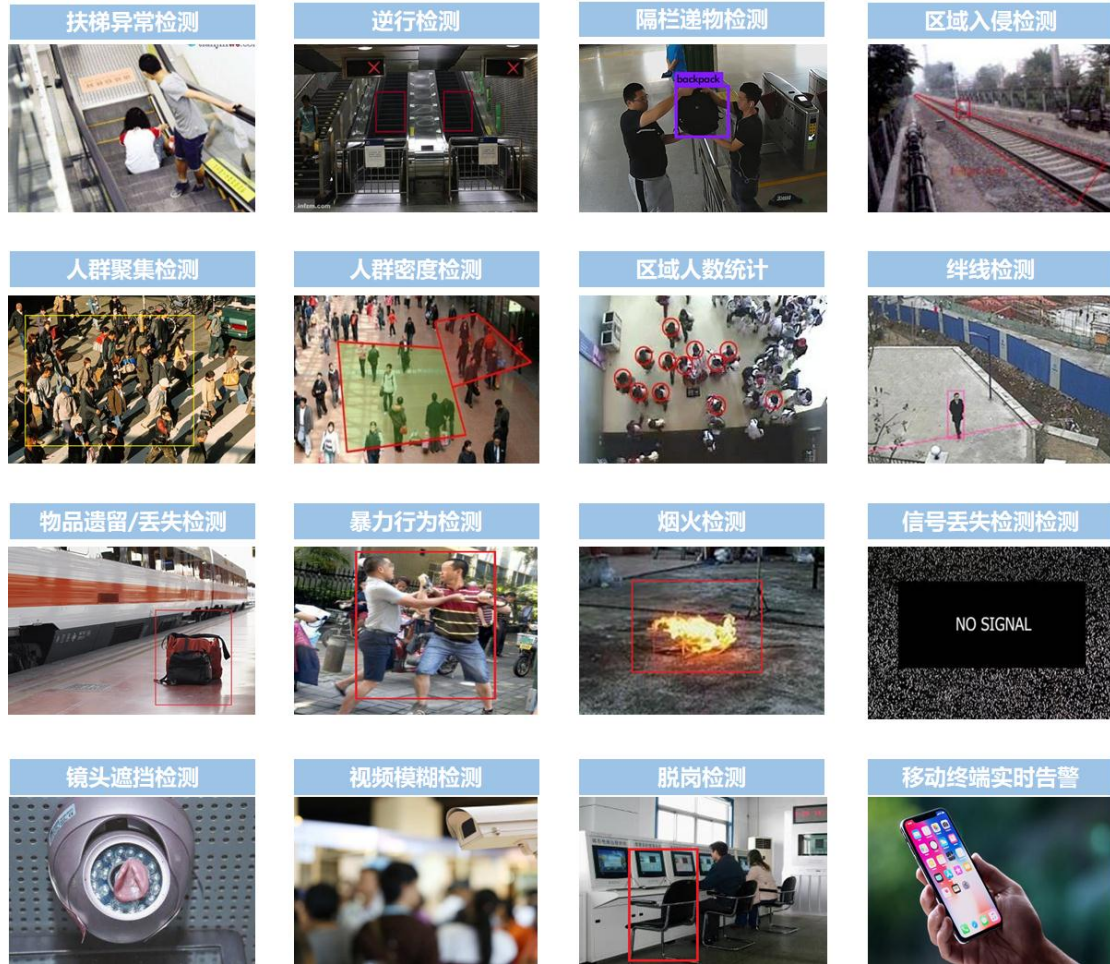 扶梯异常检测
逆行检测
隔栏递物检测
区域入侵检测
backpack
infzm.com
人群聚集检测
人群密度检测
区域人数统计
绊线检测
物品遗留/丢失检测
暴力行为检测
烟火检测
信号丢失检测检测
NO SIGNAL
镜头遮挡检测
视频模糊检测
脱岗检测
移动终端实时告警